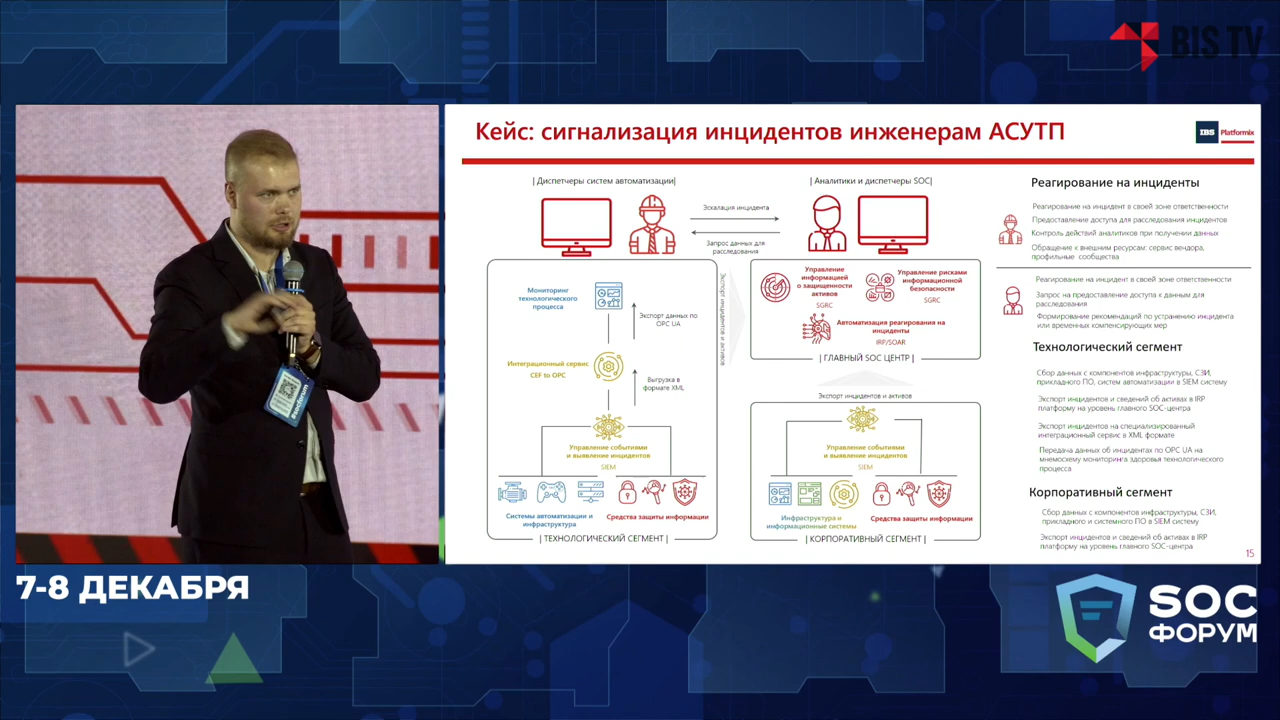 BIS TV
Кейс: сигнализация инцидентов инженерам АСУТП
IBS Platformix
| Диспетчеры систем автоматизации|
| Аналитики и диспетчеры SOC|
Эскалация инцидента
Запрос данных для
расследования
Мониторинг
технологического
процесса
Экспорт данных по
OPC UA
Интеграционный сервис
CEF to OPC
Выгрузка в
формате XML
Управление событиями
и выявление инцидентов
SIEM
Системы автоматизации и
инфраструктура
Средства защиты информации
| ТЕХНОЛОГИЧЕСКИЙ СЕГМЕНТ |
Экспорт инцидентов и активов
Управление
информацией
о защищенности
активов
SGRC
Управление рисками
информационной
безопасности
SGRC
Автоматизация реагирования на
инциденты
IRP/SOAR
| ГЛАВНЫЙ SOC ЦЕНТР |
Экспорт инцидентов и активов
Управление событиями
и выявление инцидентов
SIEM
Инфраструктура и
информационные системы
Средства защиты информации
| КОРПОРАТИВНЫЙ СЕГМЕНТ |
Реагирование на инциденты
Реагирование на инцидент в своей зоне ответственности
Предоставление доступа для расследования инцидентов
Контроль действий аналитиков при получении данных
Обращение к внешним ресурсам: сервис вендора,
профильные сообщества
Реагирование на инцидент в своей зоне ответственности
Запрос на предоставление доступа к данным для
расследования
Формирование рекомендаций по устранению инцидента
или временных компенсирующих мер
Технологический сегмент
Сбор данных с компонентов инфраструктуры, СЗИ,
прикладного ПО, систем автоматизации в SIEM систему
Экспорт инцидентов и сведений об активах в IRP
платформу на уровень главного SOC-центра
Экспорт инцидентов на специализированный
интеграционный сервис в XML формате
Передача данных об инцидентах по OPC UA на
мнемосхему мониторинга здоровья технологического
процесса
Корпоративный сегмент
Сбор данных с компонентов инфраструктуры, СЗИ,
прикладного и системного ПО в SIEM систему
Экспорт инцидентов и сведений об активах в IRP
платформу на уровень главного SOC-центра
15
7-8 ДЕКАБРЯ
SOC
ФОРУМ